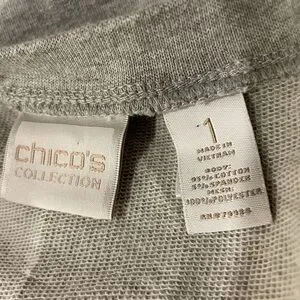 chico's
COLLECTION
1
MADE IN
VIETNAM
BODY:
95% COTTON
5% SPANDEX
MESH:
100% POLYESTER